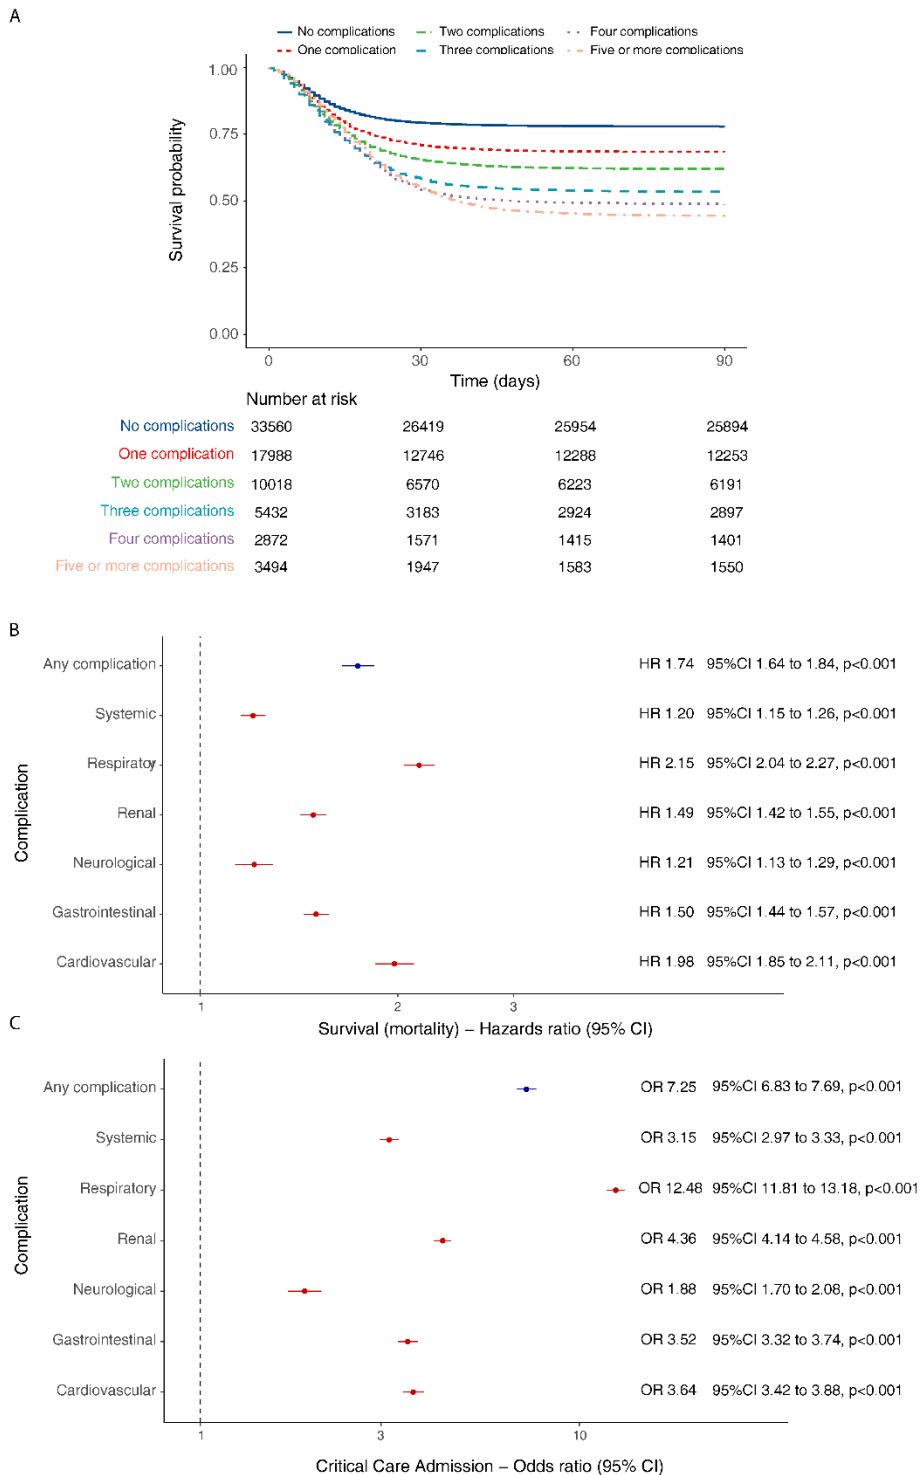 A
No complications Two complications Four complications
One complication Three complications Five or more complications
1.00
0.75
0.50
0.25
0.00
Survival probability
0 30 60 90
Time (days)
Number at risk
No complications 33560 26419 25954 25894
One complication 17988 12746 12288 12253
Two complications 10018 6570 6223 6191
Three complications 5432 3183 2924 2897
Four complications 2872 1571 1415 1401
Five or more complications 3494 1947 1583 1550
B
Complication
Any complication HR 1.74 95%CI 1.64 to 1.84, p<0.001
Systemic HR 1.20 95%CI 1.15 to 1.26, p<0.001
Respiratoy HR 2.15 95%CI 2.04 to 2.27, p<0.001
Renal HR 1.49 95%CI 1.42 to 1.55, p<0.001
Neurological HR 1.21 95%CI 1.13 to 1.29, p<0.001
Gastrointestinal HR 1.50 95%CI 1.44 to 1.57, p<0.001
Cardiovascular HR 1.98 95%CI 1.85 to 2.11, p<0.001
1 2 3
Survival (mortality) – Hazards ratio (95% CI)
C
Complication
Any complication OR 7.25 95%CI 6.83 to 7.69, p<0.001
Systemic OR 3.15 95%CI 2.97 to 3.33, p<0.001
Respiratory OR 12.48 95%CI 11.81 to 13.18, p<0.001
Renal OR 4.36 95%CI 4.14 to 4.58, p<0.001
Neurological OR 1.88 95%CI 1.70 to 2.08, p<0.001
Gastrointestinal OR 3.52 95%CI 3.32 to 3.74, p<0.001
Cardiovascular OR 3.64 95%CI 3.42 to 3.88, p<0.001
1 3 10
Critical Care Admission – Odds ratio (95% CI)